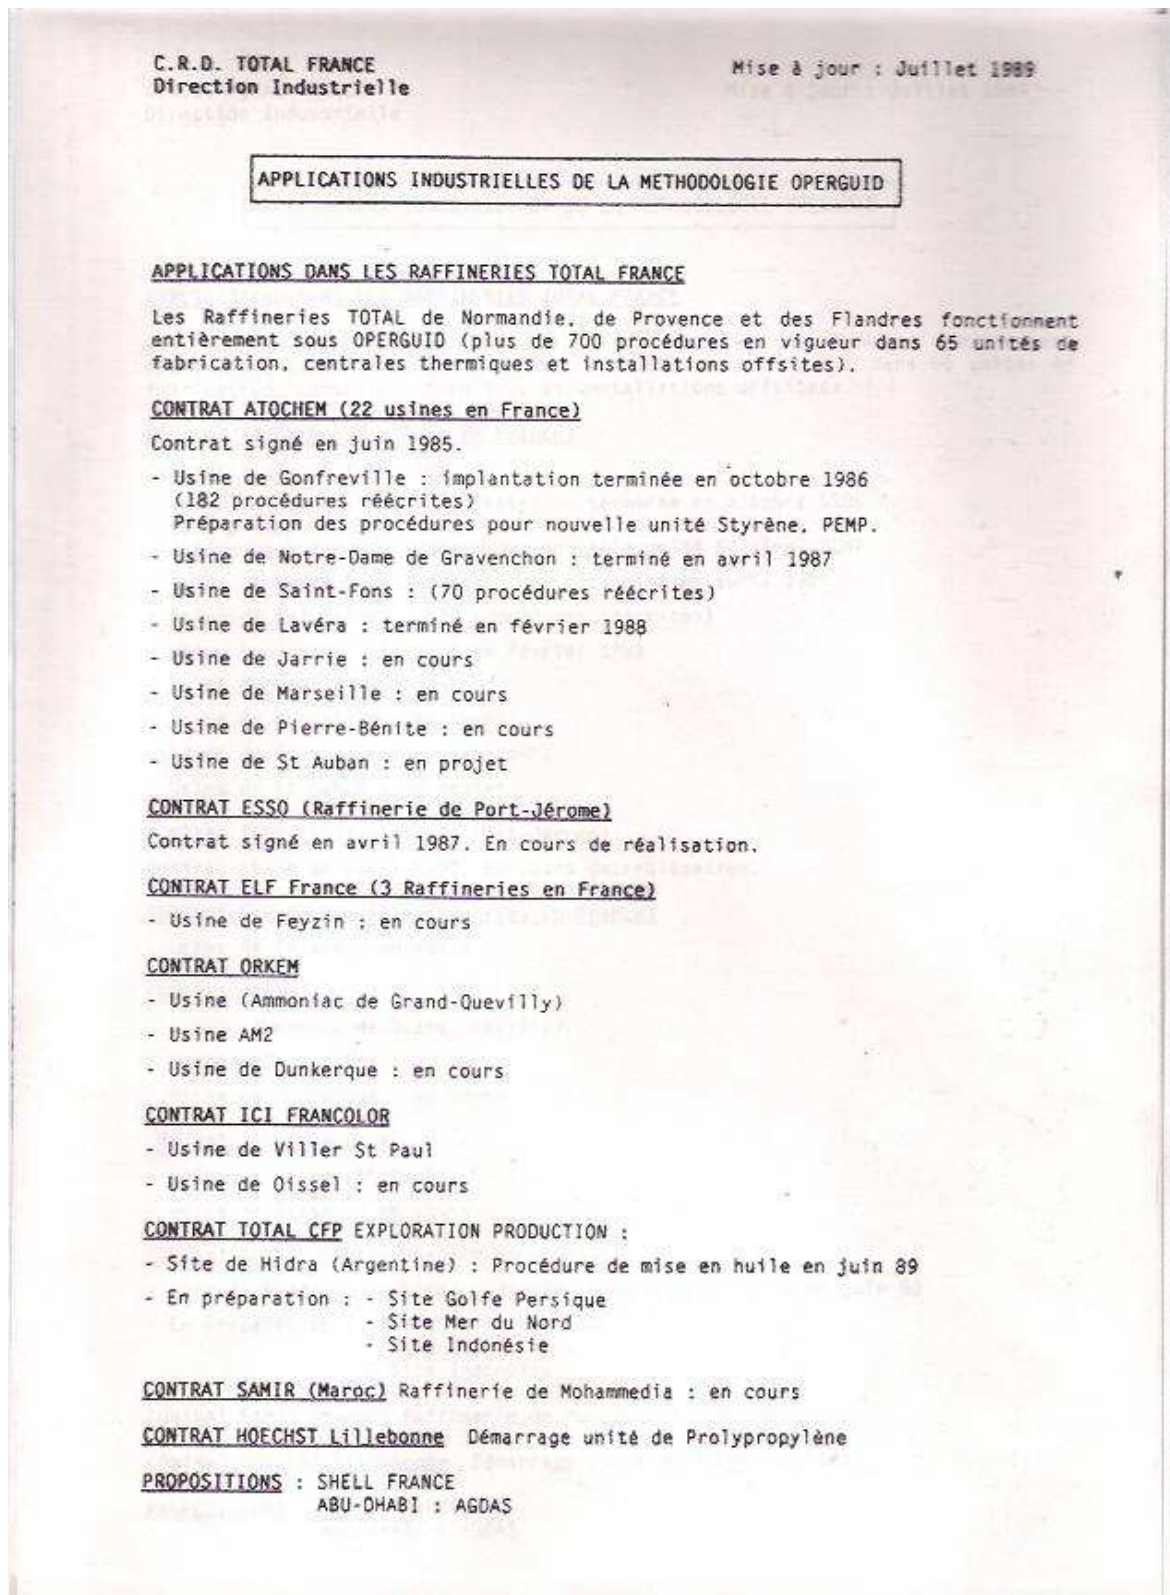 C.R.D. TOTAL FRANCE
Direction Industrielle
Mise à jour : Juillet 1989
APPLICATIONS INDUSTRIELLES DE LA METHODOLOGIE OPERGUID
APPLICATIONS DANS LES RAFFINERIES TOTAL FRANCE
Les Raffineries TOTAL de Normandie, de Provence et des Flandres fonctionnent
entièrement sous OPERGUID (plus de 700 procédures en vigueur dans 65 unités de
fabrication, centrales thermiques et installations offsites).
CONTRAT ATOCHEM (22 usines en France)
Contrat signé en juin 1985.
- Usine de Gonfreville : implantation terminée en octobre 1986
(182 procédures réécrites)
Préparation des procédures pour nouvelle unité Styrène, PEMP.
- Usine de Notre-Dame de Gravenchon : terminé en avril 1987
- Usine de Saint-Fons : (70 procédures réécrites)
- Usine de Lavéra : terminé en février 1988
- Usine de Jarrie : en cours
- Usine de Marseille : en cours
- Usine de Pierre-Bénite : en cours
- Usine de St Auban : en projet
CONTRAT ESSO (Raffinerie de Port-Jérome)
Contrat signé en avril 1987. En cours de réalisation.
CONTRAT ELF France (3 Raffineries en France)
- Usine de Feyzin : en cours
CONTRAT ORKEM
- Usine (Ammoniac de Grand-Quevilly)
- Usine AM2
- Usine de Dunkerque : en cours
CONTRAT ICI FRANCOLOR
- Usine de Viller St Paul
- Usine de Oissel : en cours
CONTRAT TOTAL CFP EXPLORATION PRODUCTION :
- Site de Hidra (Argentine) : Procédure de mise en huile en juin 89
- En préparation : - Site Golfe Persique
- Site Mer du Nord
- Site Indonésie
CONTRAT SAMIR (Maroc) Raffinerie de Mohammedia : en cours
CONTRAT HOECHST Lillebonne Démarrage unité de Prolypropylène
PROPOSITIONS : SHELL FRANCE
ABU-DHABI : AGDAS